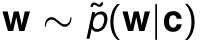 𝐰 ∼ p̃(𝐰|𝐜)